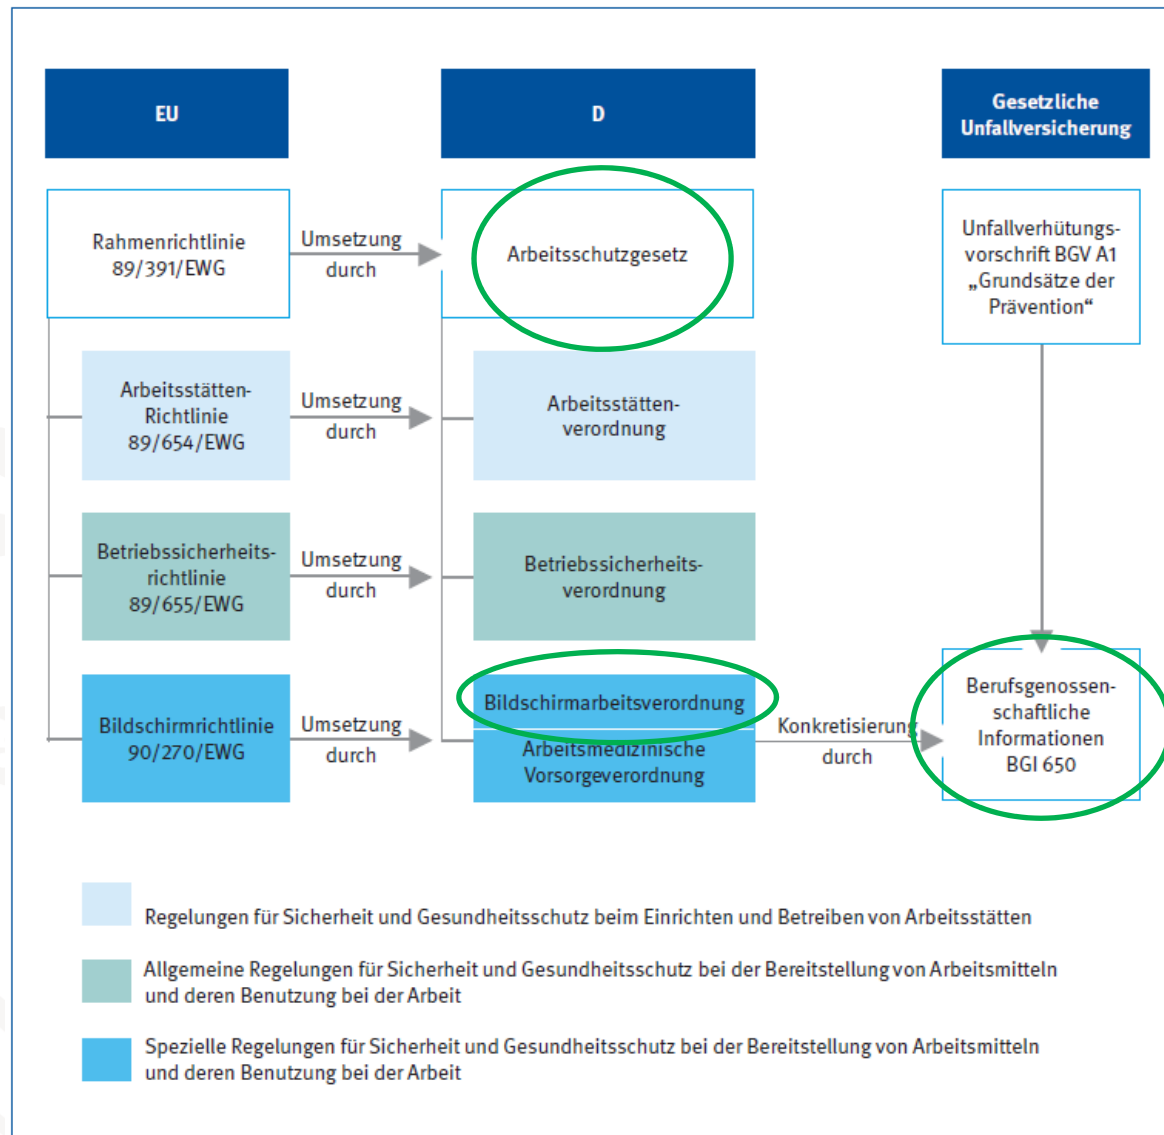 EU
D
Gesetzliche
Unfallversicherung
Rahmenrichtlinie
89/391/EWG
Umsetzung
durch
Arbeitsschutzgesetz
Unfallverhütungs-
vorschrift BGV A1
„Grundsätze der
Prävention“
Arbeitsstätten-
Richtlinie
89/654/EWG
Umsetzung
durch
Arbeitsstätten-
verordnung
Betriebssicherheits-
richtlinie
89/655/EWG
Umsetzung
durch
Betriebssicherheits-
verordnung
Bildschirmrichtlinie
90/270/EWG
Umsetzung
durch
Bildschirmarbeitsverordnung
Arbeitsmedizinische
Vorsorgeverordnung
Konkretisierung
durch
Berufsgenossen-
schaftliche
Informationen
BGI 650
Regelungen für Sicherheit und Gesundheitsschutz beim Einrichten und Betreiben von Arbeitsstätten
Allgemeine Regelungen für Sicherheit und Gesundheitsschutz bei der Bereitstellung von Arbeitsmitteln
und deren Benutzung bei der Arbeit
Spezielle Regelungen für Sicherheit und Gesundheitsschutz bei der Bereitstellung von Arbeitsmitteln
und deren Benutzung bei der Arbeit